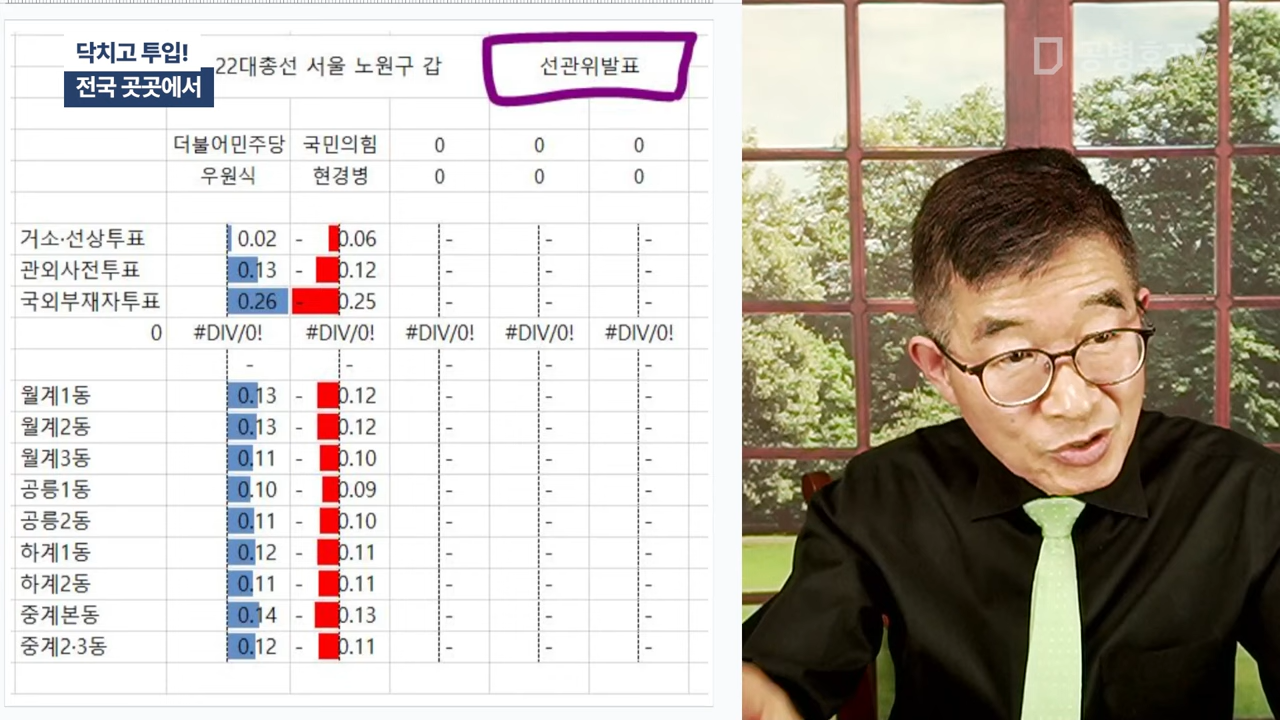 닥치고 투입!
전국 곳곳에서
22대총선 서울 노원구 갑 선관위발표
더불어민주당 국민의힘 0 0 0
우원식 현경병 0 0 0
거소·선상투표 0.02 - 0.06 - - -
관외사전투표 0.13 - 0.12 - - -
국외부재자투표 0.26 - 0.25 - - -
0 #DIV/0! #DIV/0! #DIV/0! #DIV/0! #DIV/0!
- - - - -
월계1동 0.13 - 0.12 - - -
월계2동 0.13 - 0.12 - - -
월계3동 0.11 - 0.10 - - -
공릉1동 0.10 - 0.09 - - -
공릉2동 0.11 - 0.10 - - -
하계1동 0.12 - 0.11 - - -
하계2동 0.11 - 0.11 - - -
중계본동 0.14 - 0.13 - - -
중계2·3동 0.12 - 0.11 - - -